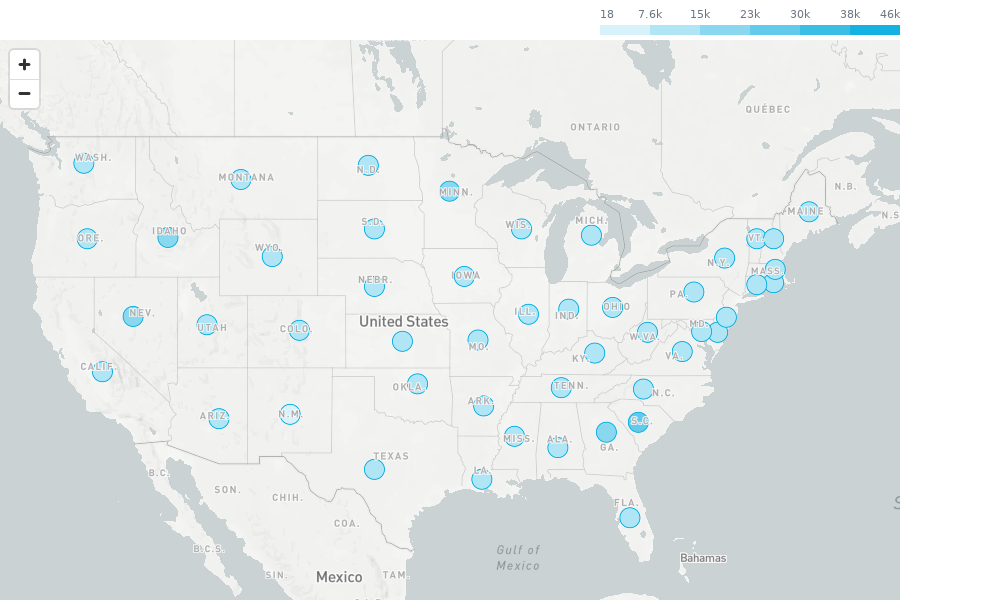 18 7.6k 15k 23k 30k 38k 46k
+
−
QUÉBEC
ONTARIO
WASH.
MONTANA
N.D.
MINN.
N.B.
MAINE
N.S.
ORE.
IDAHO
S.D.
WIS.
MICH.
VT.
WYO.
N.Y.
MASS.
NEBR.
IOWA
PA.
NEV.
UTAH
COLO.
United States
ILL.
IND.
OHIO
MD.
W.VA.
MO.
KY.
VA.
CALIF.
OKLA.
TENN.
N.C.
ARIZ.
N.M.
ARK.
S.C.
MISS.
ALA.
GA.
TEXAS
LA.
B.C.
SON.
CHIH.
COA.
FLA.
B.C.S.
Gulf of
Mexico
Bahamas
SIN.
Mexico
TAM.